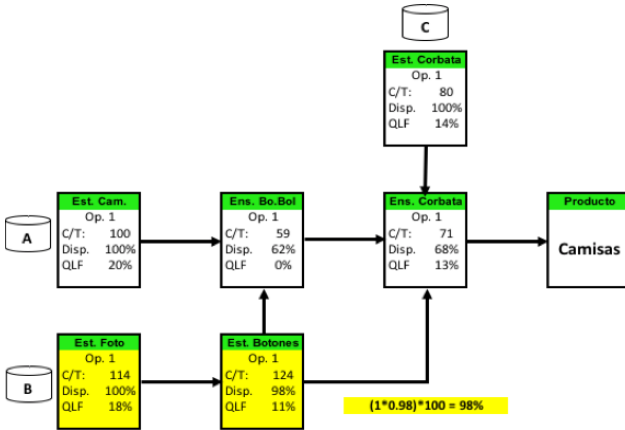 C
Est. Corbata
Op. 1
C/T: 80
Disp. 100%
QLF 14%
A
Est. Cam.
Op. 1
C/T: 100
Disp. 100%
QLF 20%
Ens. Bo.Bol
Op. 1
C/T: 59
Disp. 62%
QLF 0%
Ens. Corbata
Op. 1
C/T: 71
Disp. 68%
QLF 13%
Producto
Camisas
B
Est. Foto
Op. 1
C/T: 114
Disp. 100%
QLF 18%
Est. Botones
Op. 1
C/T: 124
Disp. 98%
QLF 11%
(1*0.98)*100 = 98%